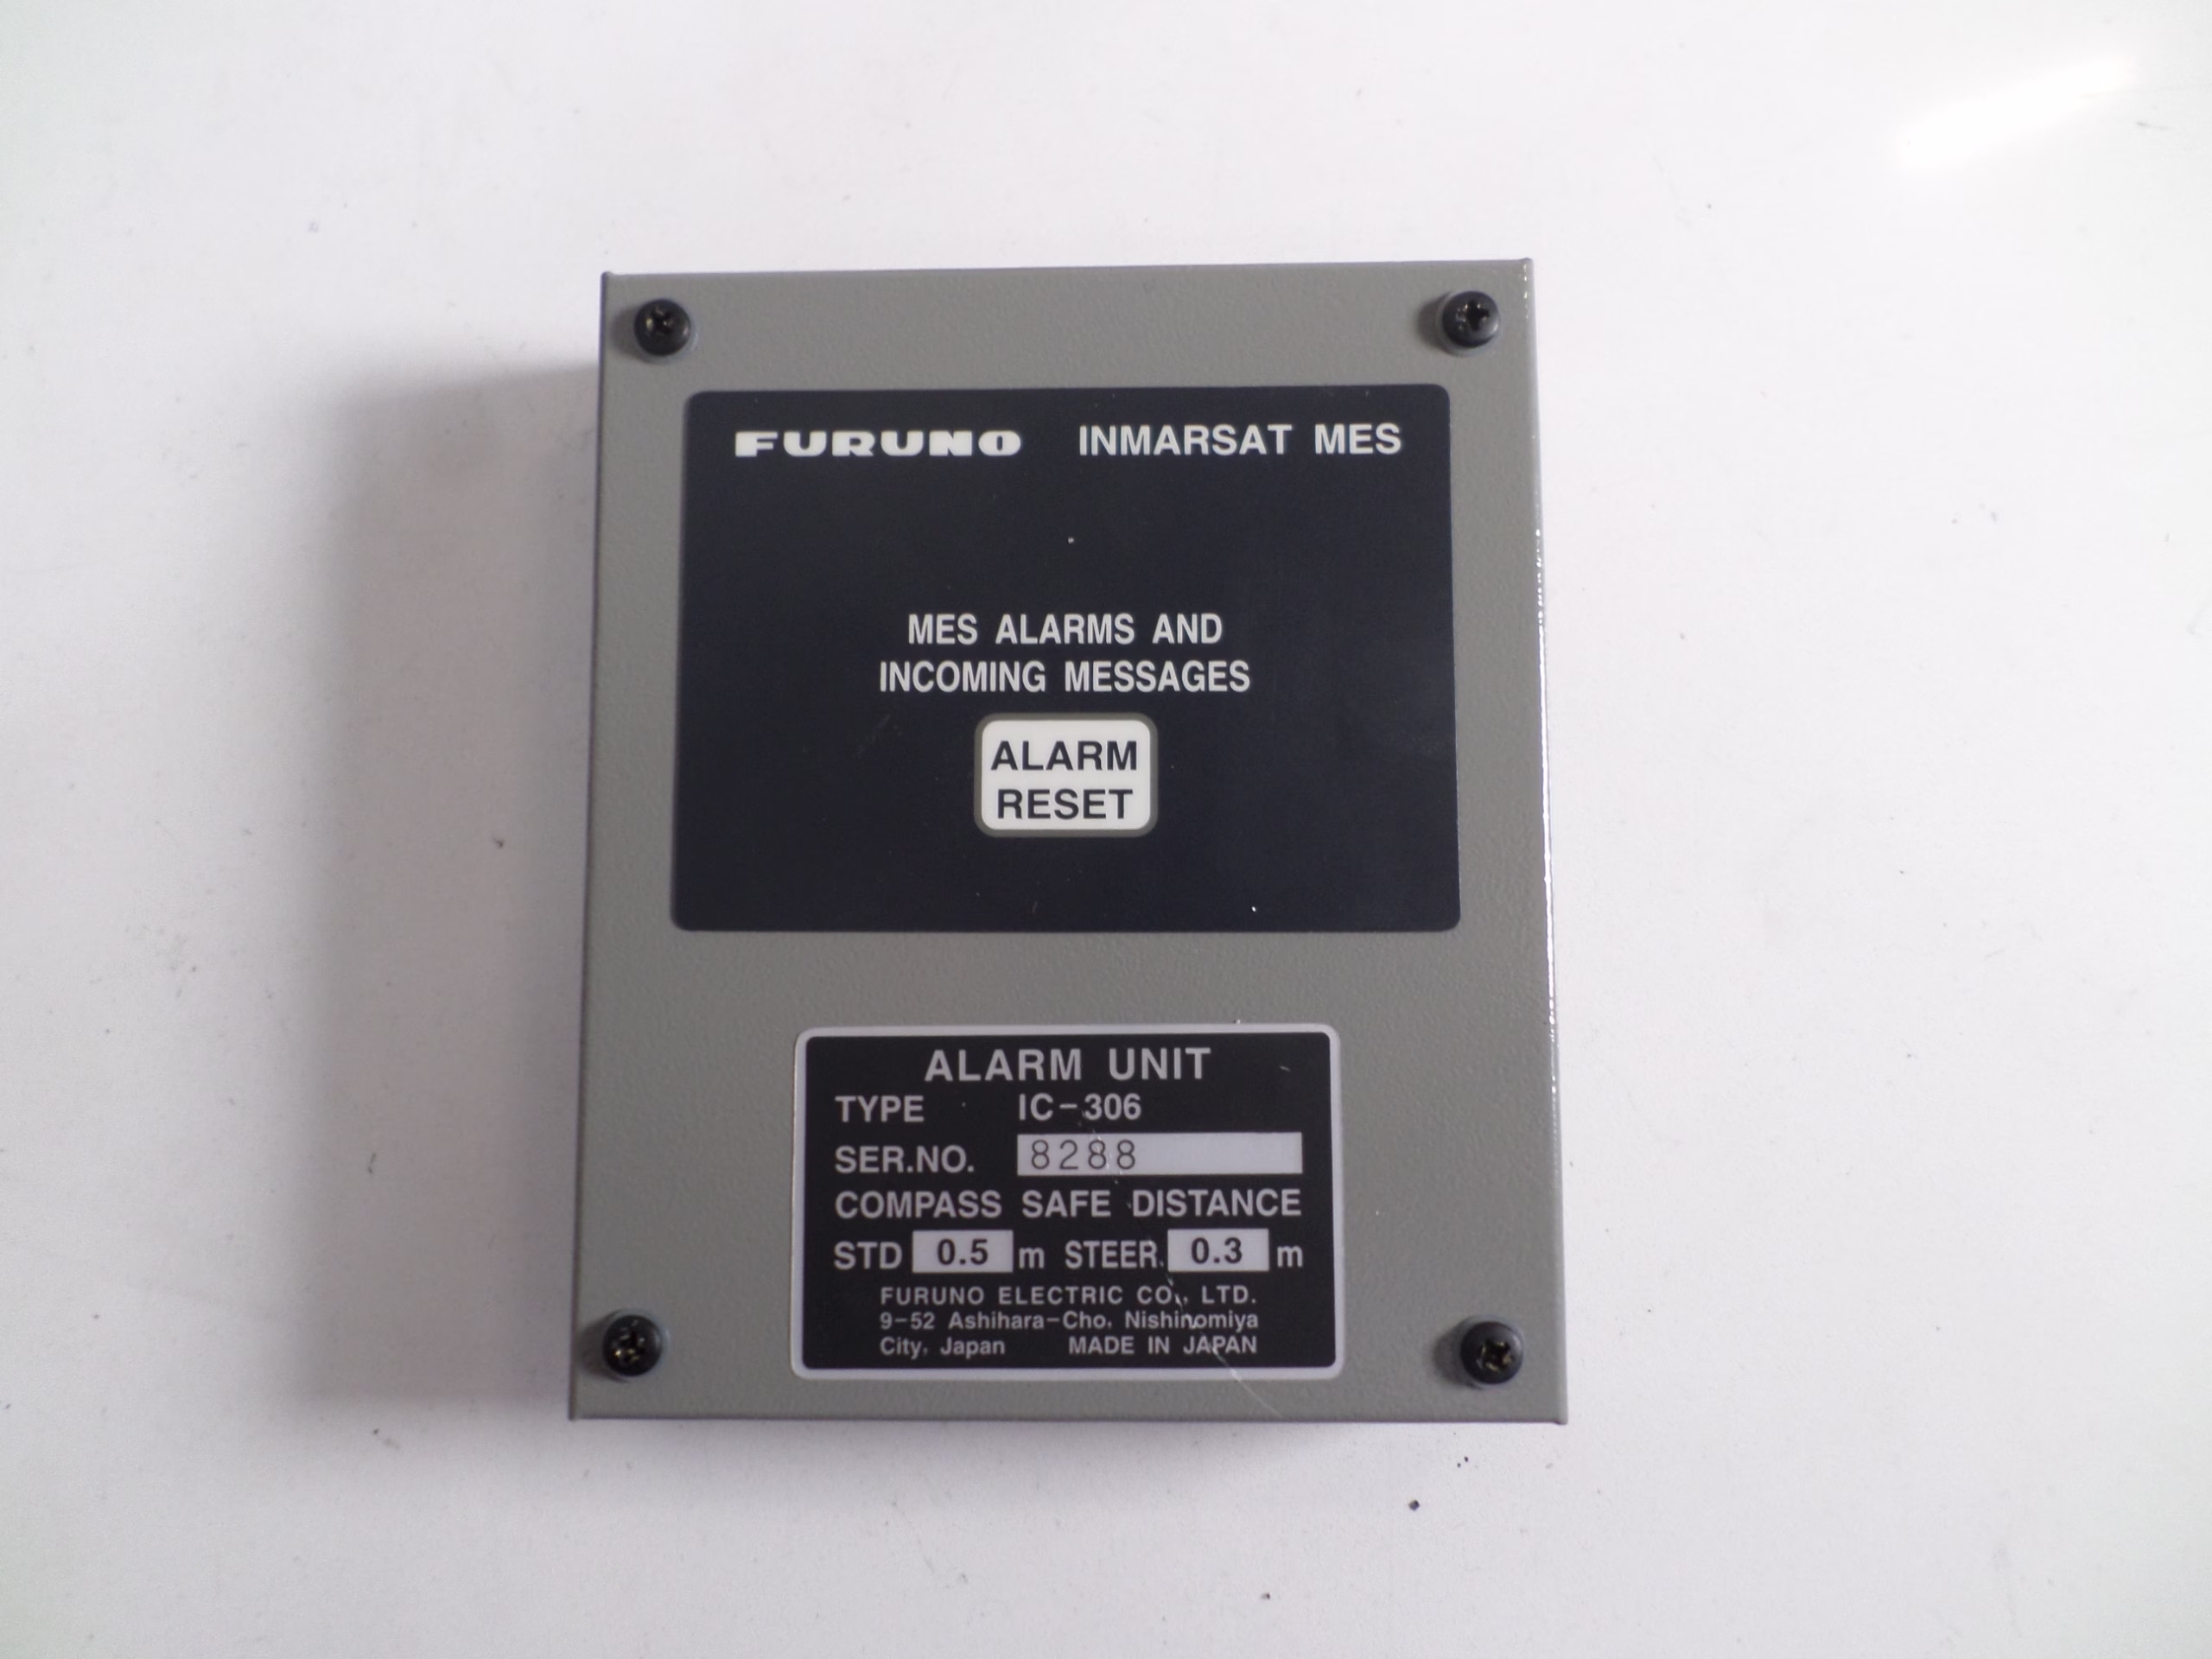 FURUNO INMARSAT MES
MES ALARMS AND
INCOMING MESSAGES
ALARM
RESET
ALARM UNIT
TYPE IC-306
SER.NO. 8288
COMPASS SAFE DISTANCE
STD 0.5 m STEER. 0.3 m
FURUNO ELECTRIC CO., LTD.
9-52 Ashihara-Cho, Nishinomiya
City, Japan MADE IN JAPAN